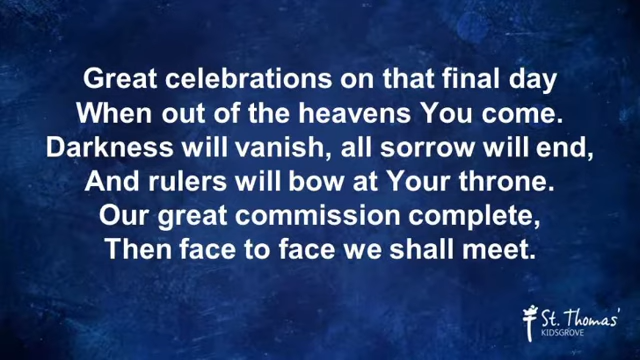 Great celebrations on that final day
When out of the heavens You come.
Darkness will vanish, all sorrow will end,
And rulers will bow at Your throne.
Our great commission complete,
Then face to face we shall meet.
St. Thomas'
KIDSGROVE